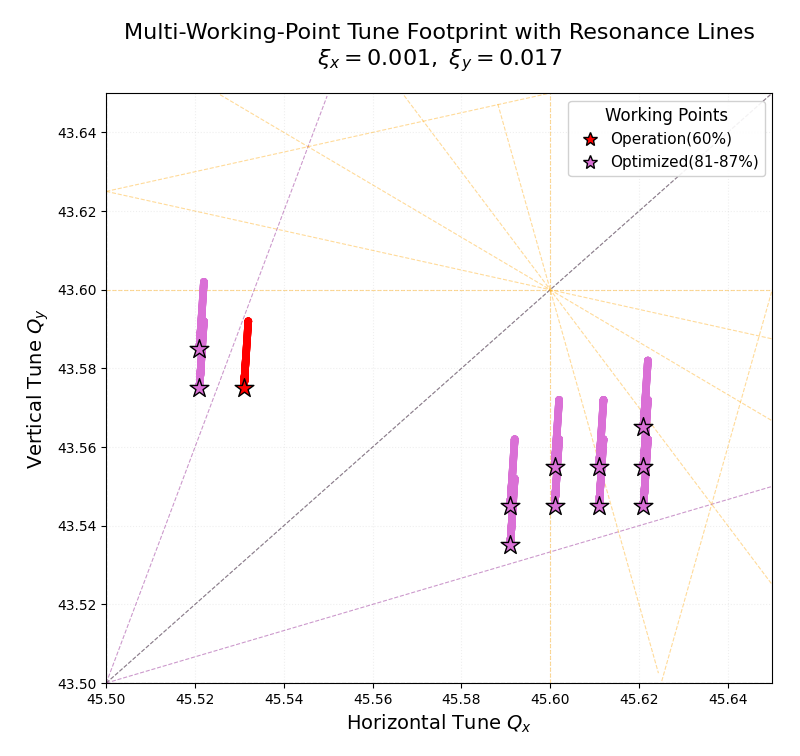 Multi-Working-Point Tune Footprint with Resonance Lines
ξx = 0.001, ξy = 0.017
Working Points
Operation(60%)
Optimized(81-87%)
43.64
43.62
43.60
43.58
43.56
43.54
43.52
43.50
Vertical Tune Qy
45.50 45.52 45.54 45.56 45.58 45.60 45.62 45.64
Horizontal Tune Qx